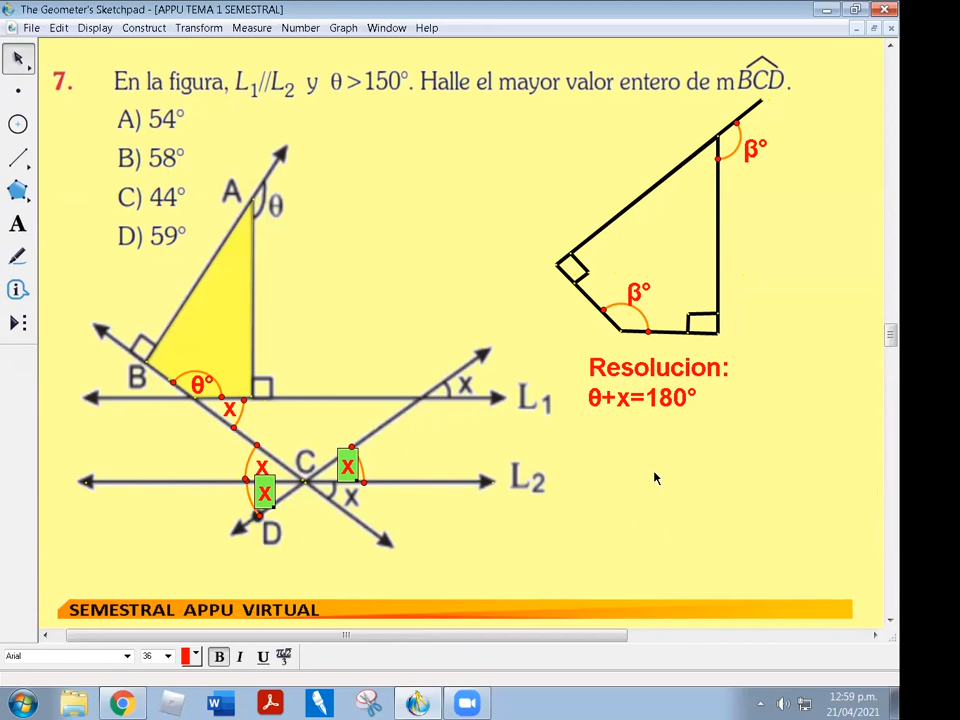 The Geometer's Sketchpad - [APPU TEMA 1 SEMESTRAL]
File Edit Display Construct Transform Measure Number Graph Window Help
7. En la figura, L₁//L₂ y θ>150°. Halle el mayor valor entero de mBCD.
A) 54°
B) 58°
C) 44°
D) 59°
A
θ
β°
β°
B
θ°
x
x
L₁
x
C
x
L₂
x
x
D
Resolucion:
θ+x=180°
SEMESTRAL APPU VIRTUAL
Arial 36 B I U
12:59 p.m.
21/04/2021